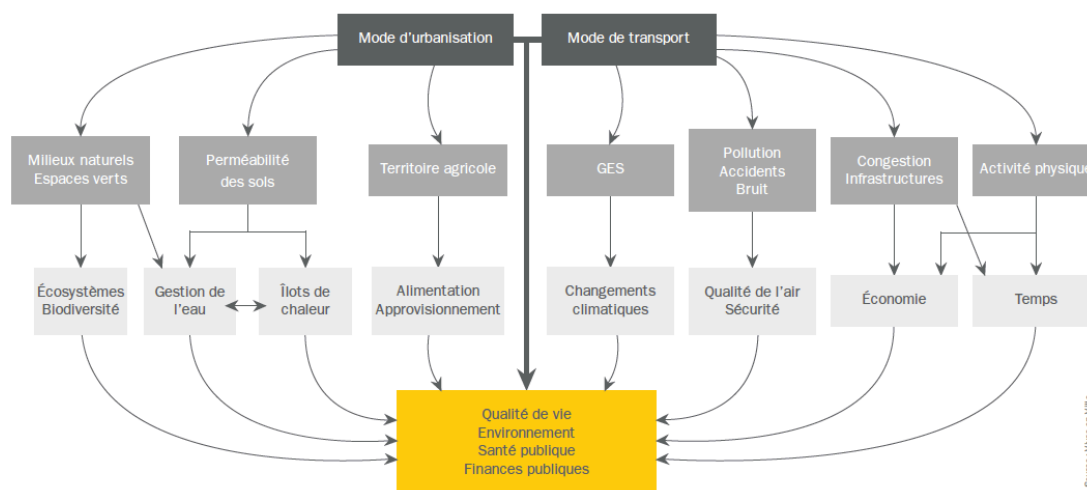 Mode d'urbanisation
Mode de transport
Milieux naturels
Espaces verts
Perméabilité
des sols
Territoire agricole
GES
Pollution
Accidents
Bruit
Congestion
Infrastructures
Activité physique
Écosystèmes
Biodiversité
Gestion de
l'eau
Îlots de
chaleur
Alimentation
Approvisionnement
Changements
climatiques
Qualité de l'air
Sécurité
Économie
Temps
Qualité de vie
Environnement
Santé publique
Finances publiques